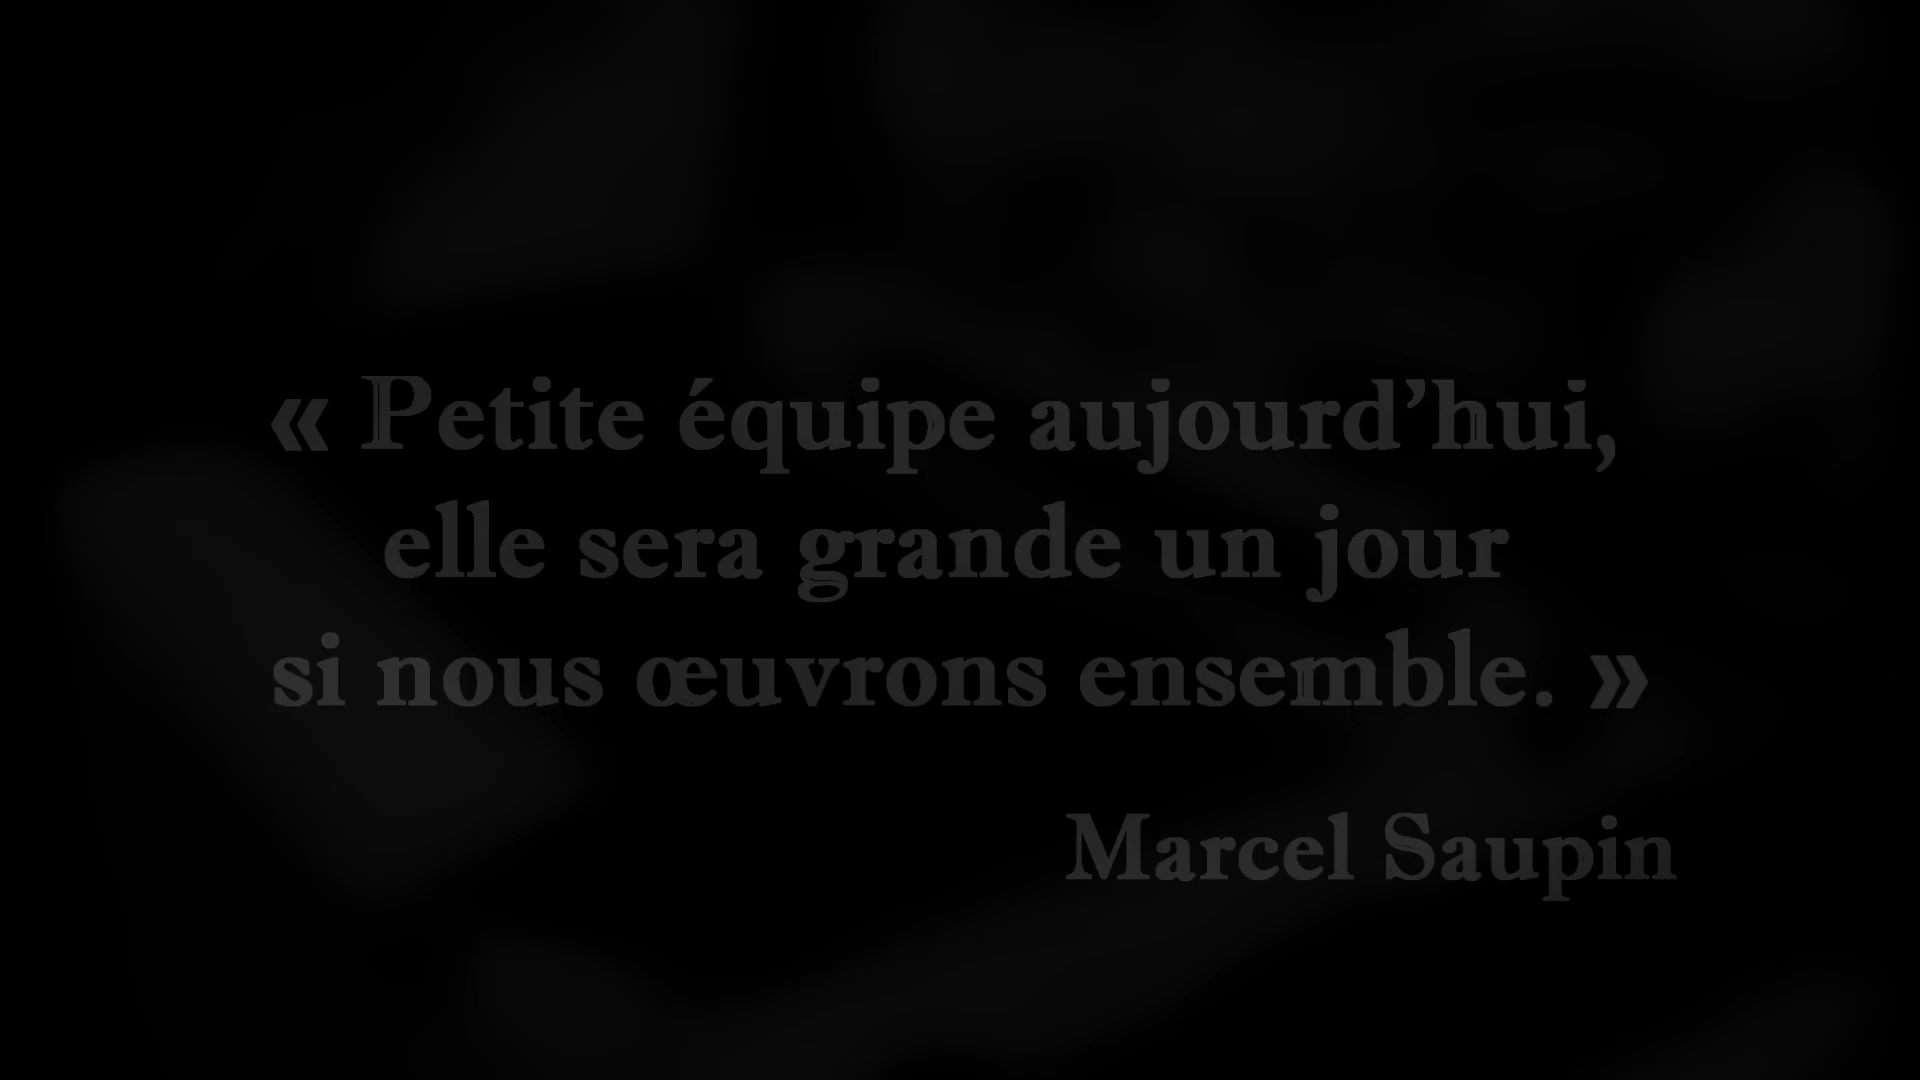 « Petite équipe aujourd’hui,
elle sera grande un jour
si nous œuvrons ensemble. »
Marcel Saupin